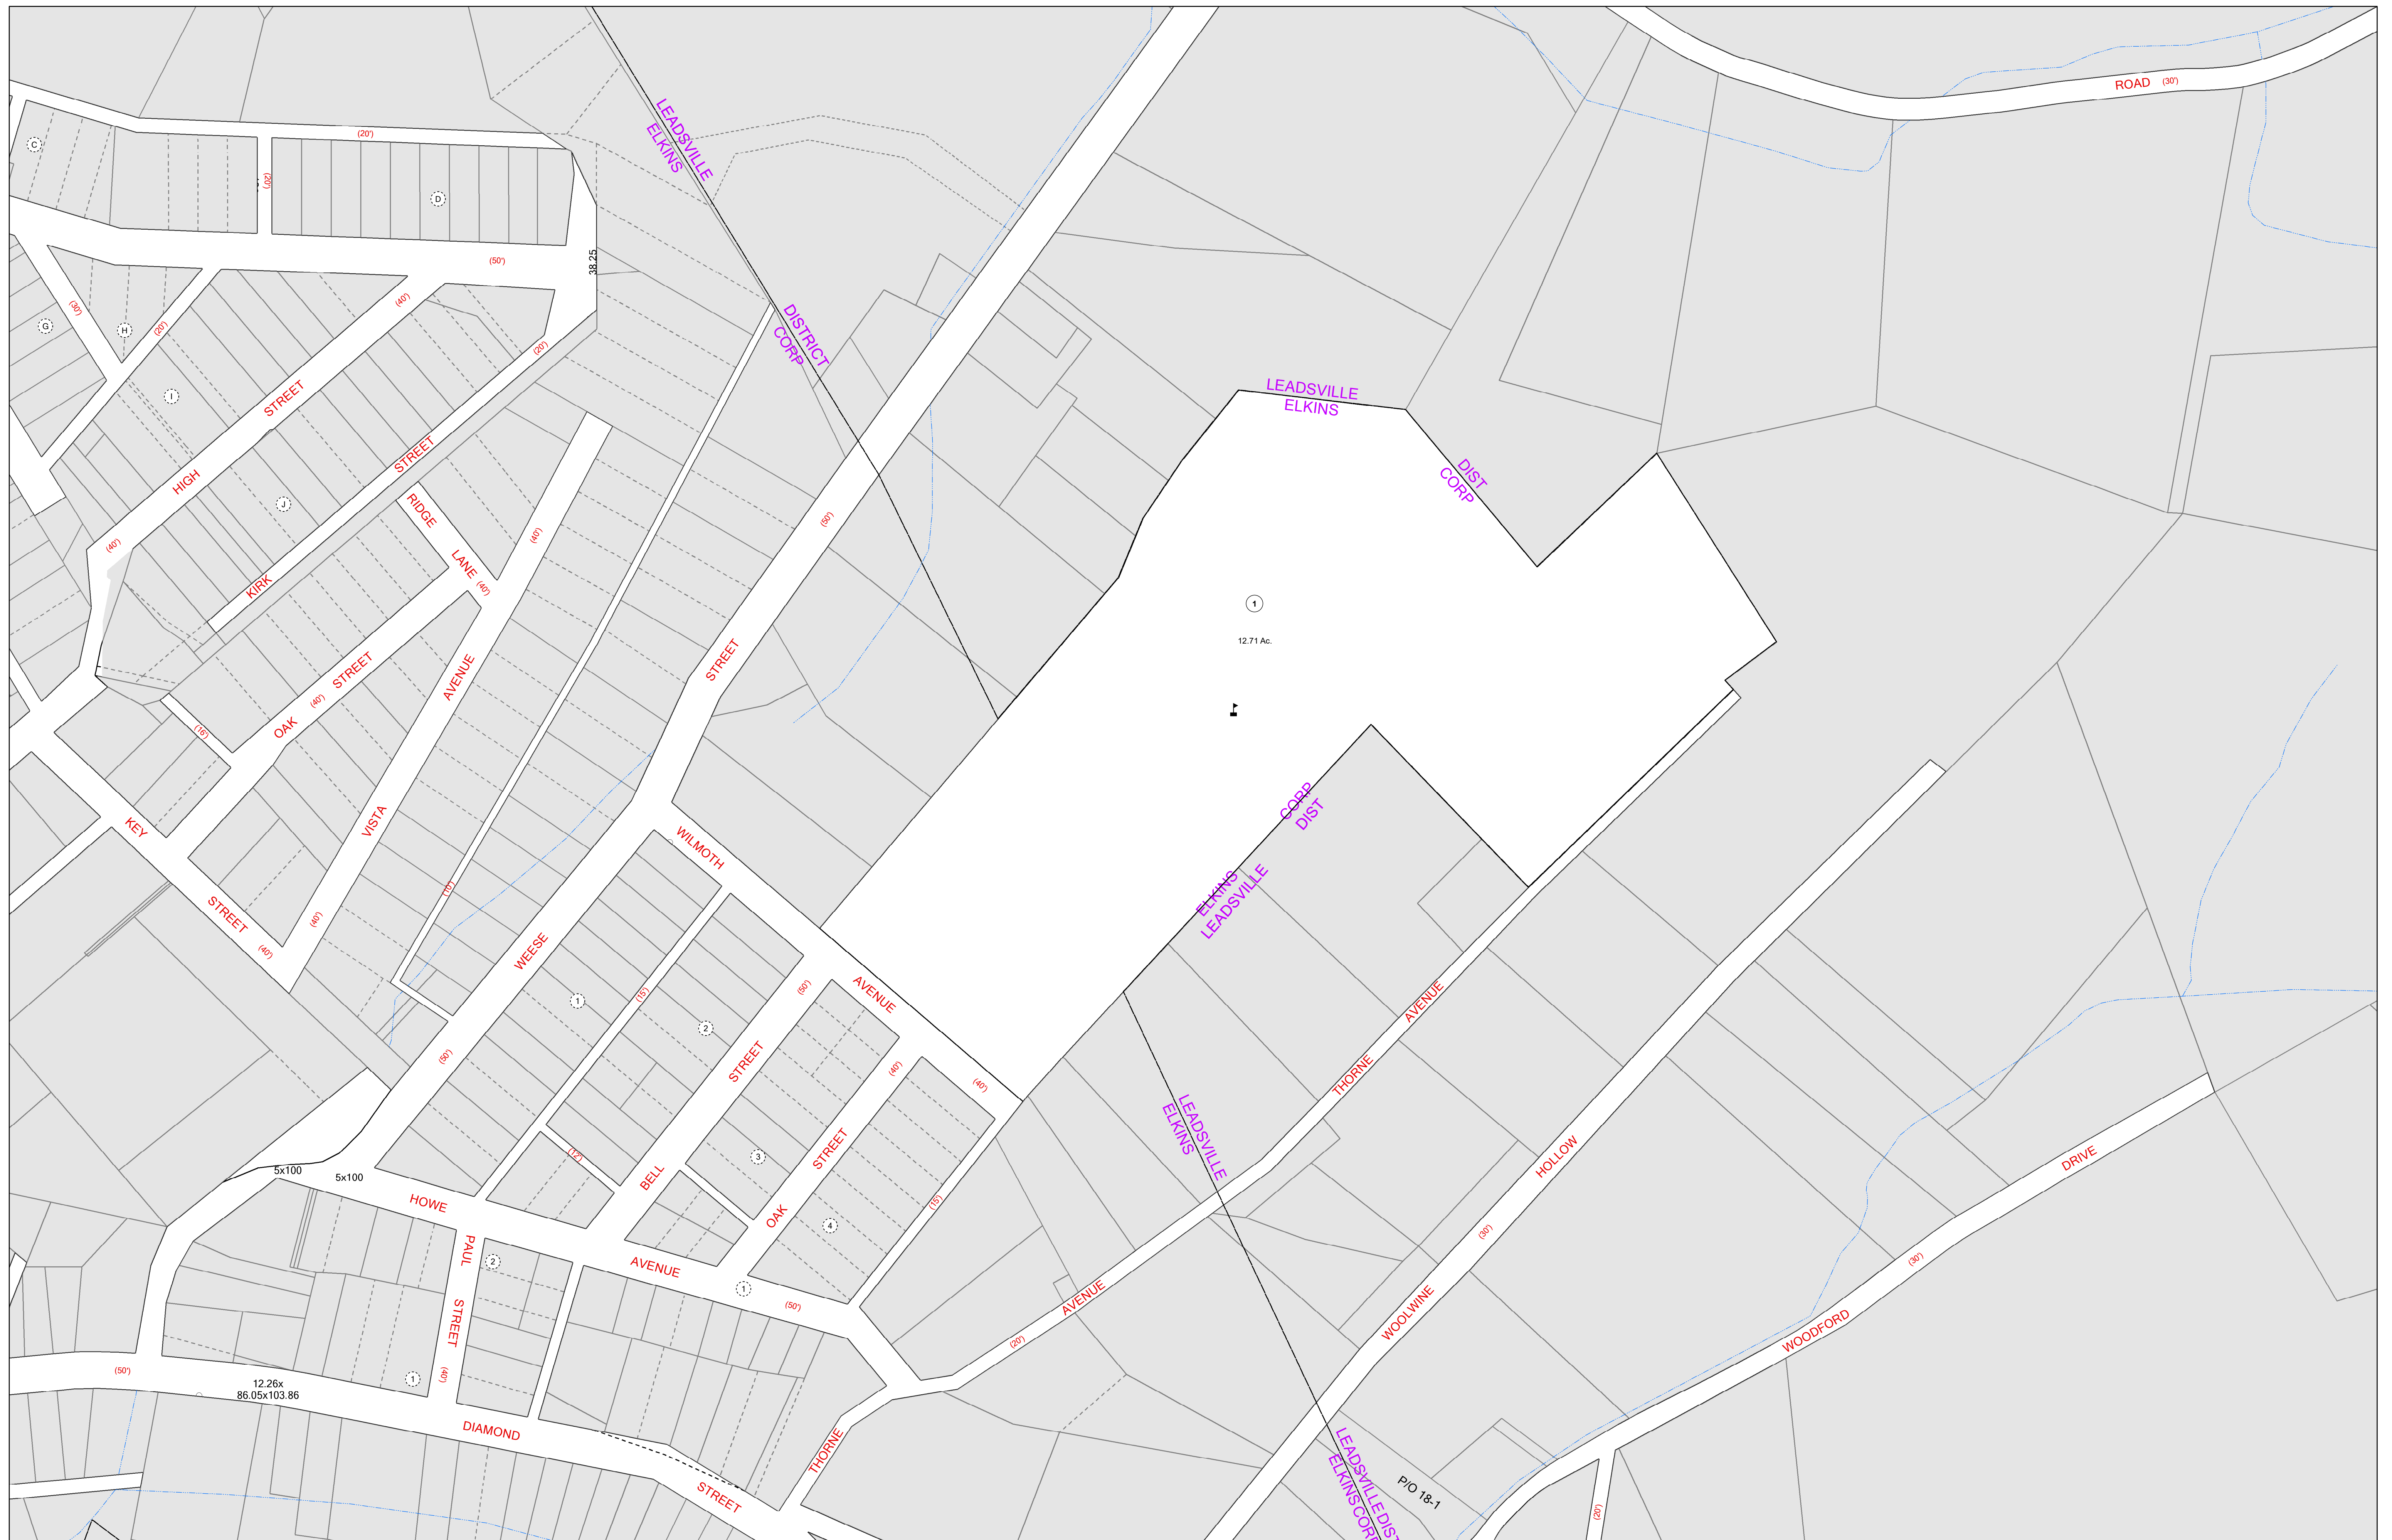 ROAD (30')
C
(20')
(20')
D
LEADSVILLE
ELKINS
(50')
38.25
(30')
G
H
(20')
(40')
(20')
DISTRICT
CORP
I
STREET
HIGH
J
(40')
STREET
KIRK
RIDGE
LANE
(40')
(40')
LEADSVILLE
ELKINS
DIST
CORP
(50')
1
12.71 Ac.
STREET
AVENUE
STREET
(40')
OAK
(16')
VISTA
KEY
STREET
(40')
(40')
(10')
WILMOTH
AVENUE
(40')
CORP
DIST
ELKINS
LEADSVILLE
WEESE
(50')
1
(15')
2
(50')
STREET
BELL
(12')
(40')
STREET
OAK
3
4
(15')
AVENUE
THORNE
AVENUE
(20')
THORNE
LEADSVILLE
ELKINS
HOLLOW
(30')
WOOLWINE
DRIVE
(30')
WOODFORD
(20')
5x100
5x100
HOWE
AVENUE
1
(50')
PAUL
STREET
(40')
2
1
(50')
12.26x
86.05x103.86
DIAMOND
STREET
LEADSVILLE DIST
ELKINS CORP
P/O 18-1